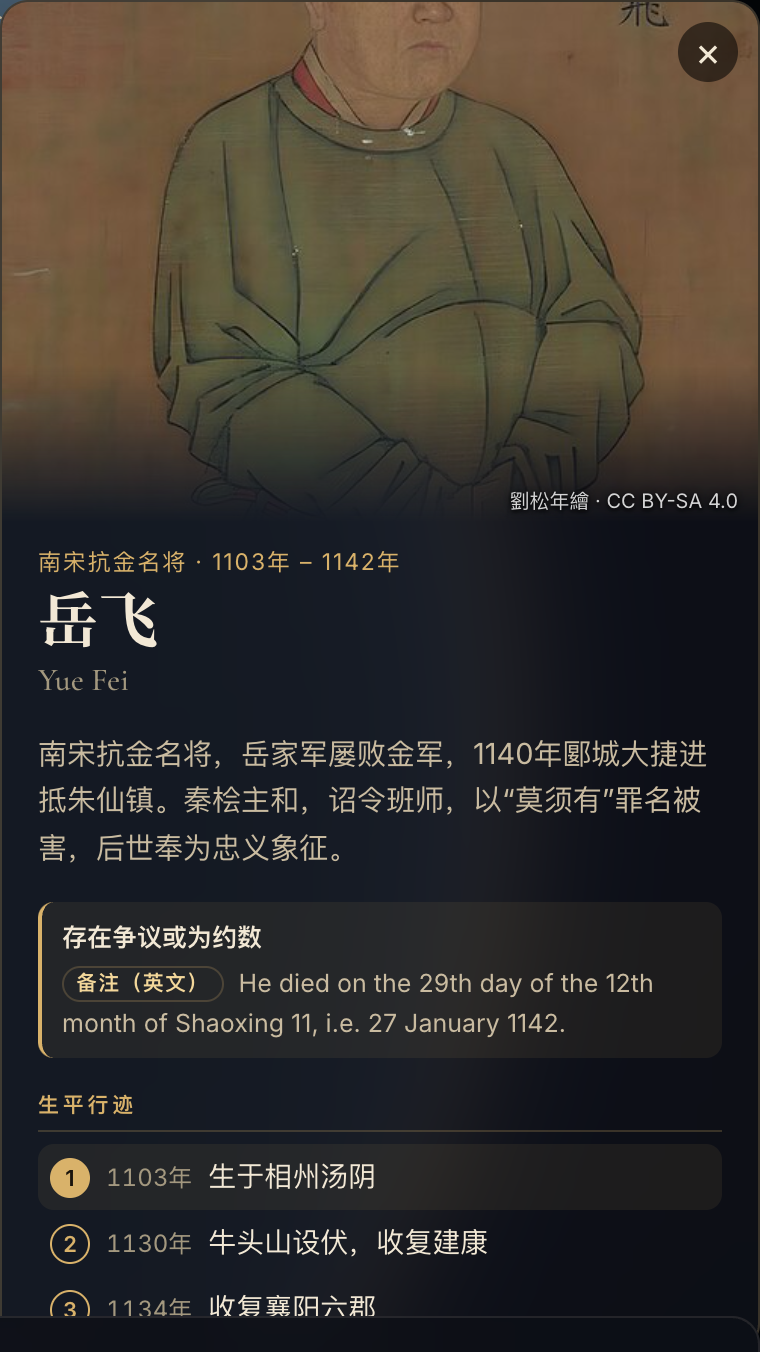 飛
×
劉松年繪 · CC BY-SA 4.0
南宋抗金名将 · 1103年 – 1142年
岳飞
Yue Fei
南宋抗金名将，岳家军屡败金军，1140年郾城大捷进
抵朱仙镇。秦桧主和，诏令班师，以“莫须有”罪名被
害，后世奉为忠义象征。
存在争议或为约数
备注（英文） He died on the 29th day of the 12th
month of Shaoxing 11, i.e. 27 January 1142.
生平行迹
1 1103年 生于相州汤阴
2 1130年 牛头山设伏，收复建康
3 1134年 收复襄阳六郡